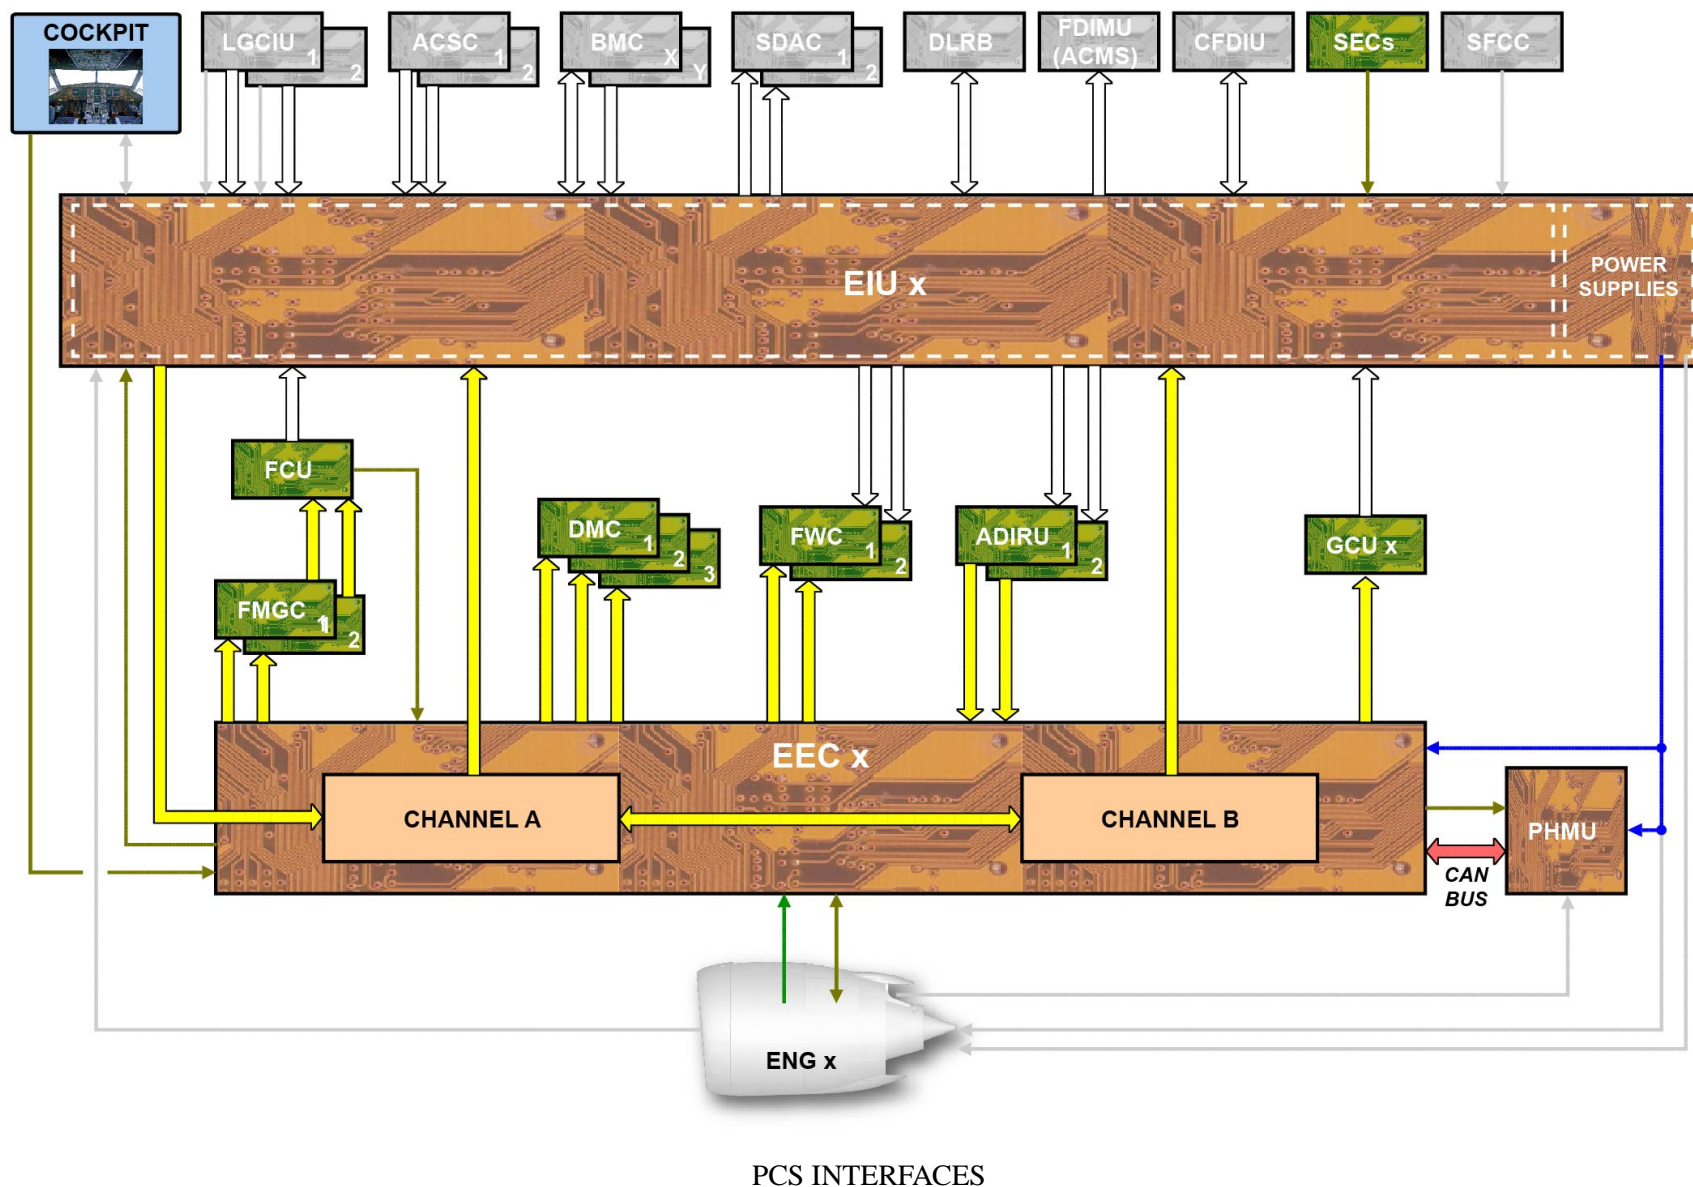 COCKPIT
LGCIU 1
2
ACSC 1
2
BMC X
Y
SDAC 1
2
DLRB
FDIMU
(ACMS)
CFDIU
SECs
SFCC
EIU x
POWER
SUPPLIES
FCU
FMGC 1
2
DMC 1
2
3
FWC 1
2
ADIRU 1
2
GCU x
EEC x
CHANNEL A
CHANNEL B
PHMU
CAN
BUS
ENG x
PCS INTERFACES